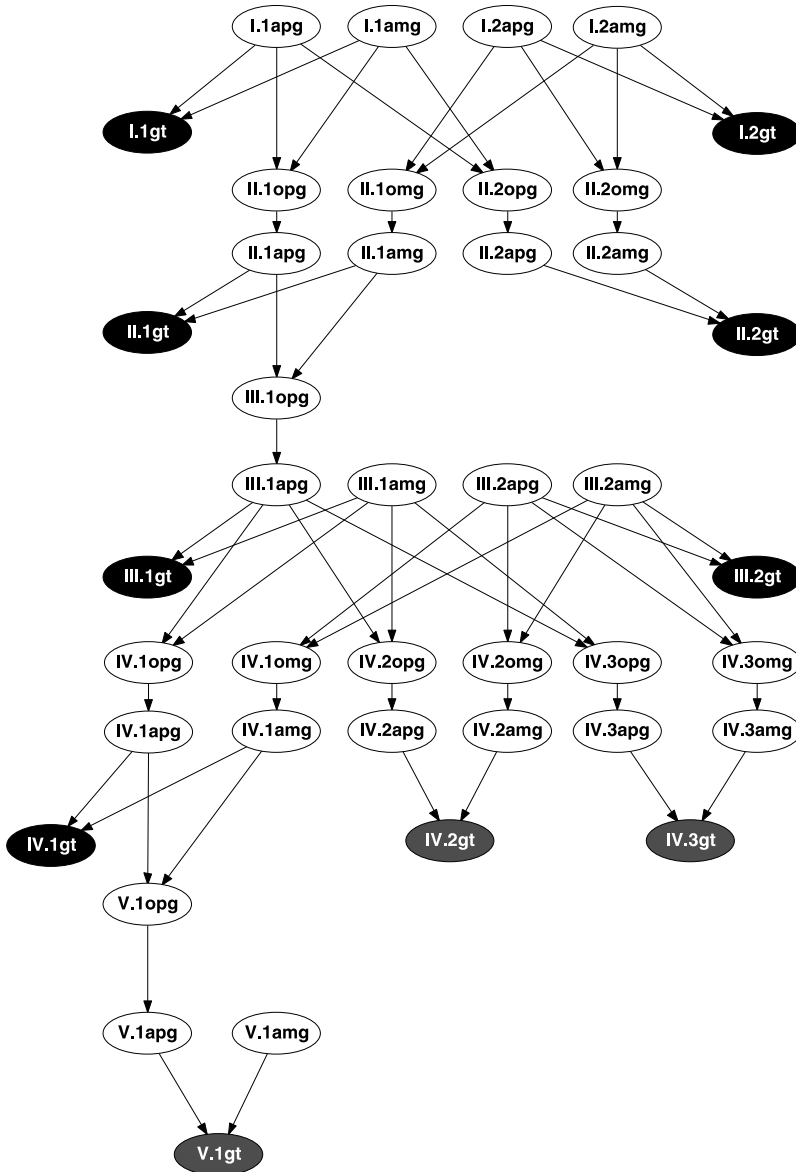 I.1apg I.1amg I.2apg I.2amg
I.1gt I.2gt
II.1opg II.1omg II.2opg II.2omg
II.1apg II.1amg II.2apg II.2amg
II.1gt II.2gt
III.1opg
III.1apg III.1amg III.2apg III.2amg
III.1gt III.2gt
IV.1opg IV.1omg IV.2opg IV.2omg IV.3opg IV.3omg
IV.1apg IV.1amg IV.2apg IV.2amg IV.3apg IV.3amg
IV.1gt IV.2gt IV.3gt
V.1opg
V.1apg V.1amg
V.1gt